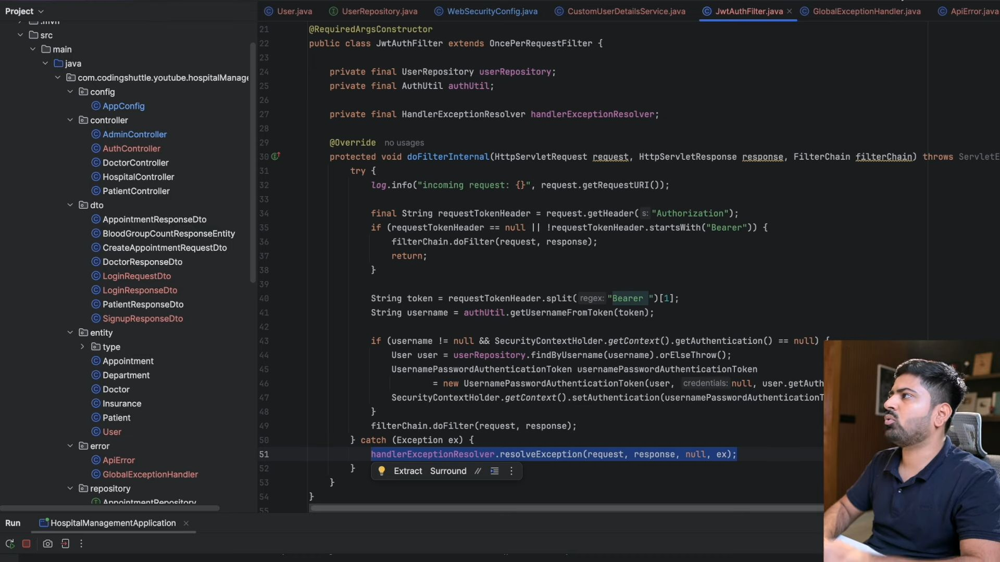 Project
User.java
UserRepository.java
WebSecurityConfig.java
CustomUserDetailsService.java
JwtAuthFilter.java
GlobalExceptionHandler.java
ApiError.java
.mvn
src
main
java
com.codingshuttle.youtube.hospitalManage
config
AppConfig
controller
AdminController
AuthController
DoctorController
HospitalController
PatientController
dto
AppointmentResponseDto
BloodGroupCountResponseEntity
CreateAppointmentRequestDto
DoctorResponseDto
LoginRequestDto
LoginResponseDto
PatientResponseDto
SignupResponseDto
entity
type
Appointment
Department
Doctor
Insurance
Patient
User
error
ApiError
GlobalExceptionHandler
repository
AppointmentRepository
21 @RequiredArgsConstructor
22 public class JwtAuthFilter extends OncePerRequestFilter {
23
24 private final UserRepository userRepository;
25 private final AuthUtil authUtil;
26
27 private final HandlerExceptionResolver handlerExceptionResolver;
28
29 @Override no usages
30 protected void doFilterInternal(HttpServletRequest request, HttpServletResponse response, FilterChain filterChain) throws ServletE
31 try {
32 log.info("incoming request: {}", request.getRequestURI());
33
34 final String requestTokenHeader = request.getHeader( s: "Authorization");
35 if (requestTokenHeader == null || !requestTokenHeader.startsWith("Bearer")) {
36 filterChain.doFilter(request, response);
37 return;
38 }
39
40 String token = requestTokenHeader.split( regex: "Bearer ")[1];
41 String username = authUtil.getUsernameFromToken(token);
42
43 if (username != null && SecurityContextHolder.getContext().getAuthentication() == null) {
44 User user = userRepository.findByUsername(username).orElseThrow();
45 UsernamePasswordAuthenticationToken usernamePasswordAuthenticationToken
46 = new UsernamePasswordAuthenticationToken(user, credentials: null, user.getAuth
47 SecurityContextHolder.getContext().setAuthentication(usernamePasswordAuthenticationT
48 }
49 filterChain.doFilter(request, response);
50 } catch (Exception ex) {
51 handlerExceptionResolver.resolveException(request, response, null, ex);
52 }
Extract Surround //
53 }
54 }
55
Run HospitalManagementApplication